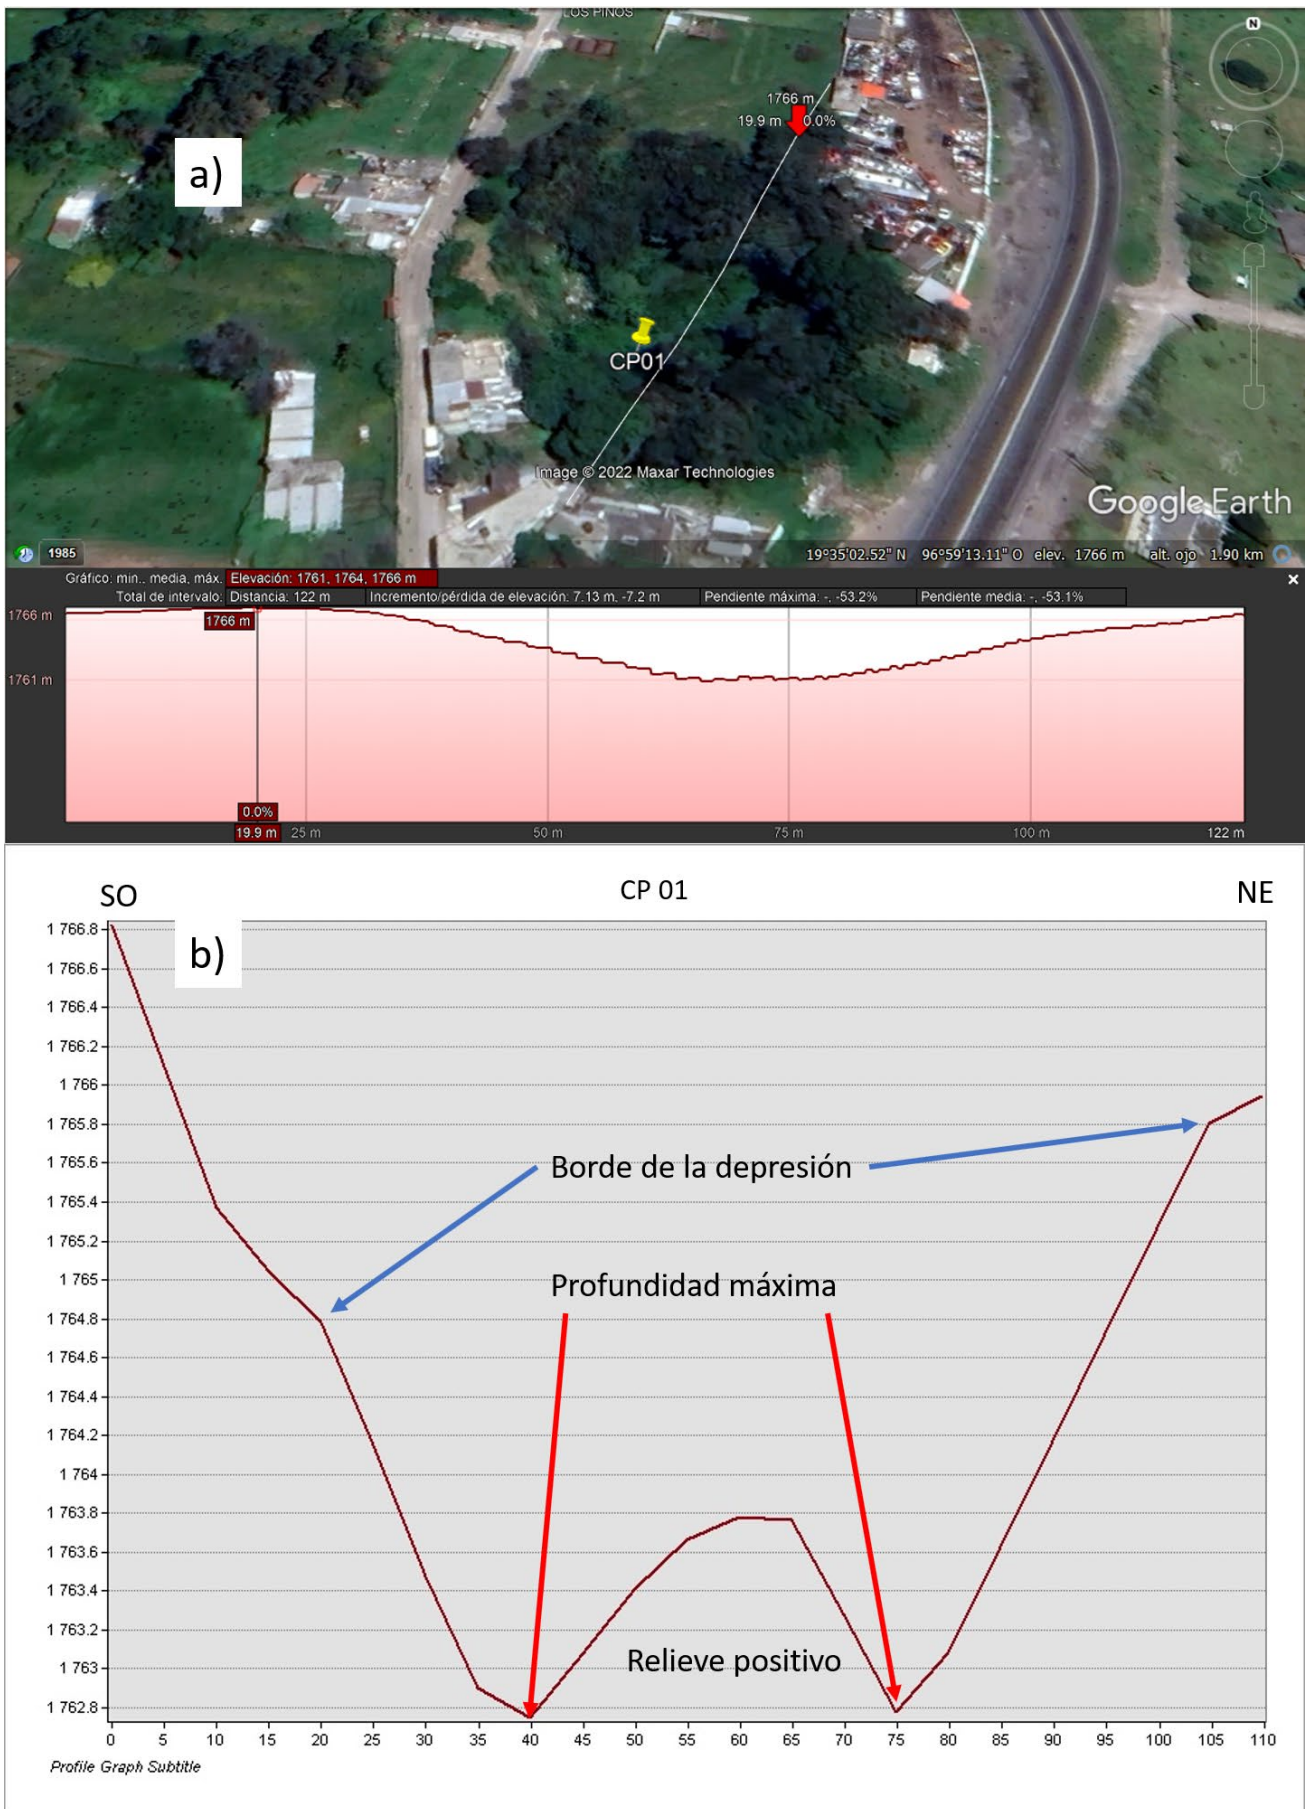 LOS PINOS
1766 m
19.9 m 0.0%
N
a)
CP01
Image © 2022 Maxar Technologies
Google Earth
1985
19°35'02.52" N 96°59'13.11" O elev. 1766 m alt. ojo 1.90 km
Gráfico: min., media, máx. Elevación: 1761, 1764, 1766 m
Total de intervalo: Distancia: 122 m Incremento/pérdida de elevación: 7.13 m, -7.2 m Pendiente máxima: -, -53.2% Pendiente media: -, -53.1%
1766 m
1766 m
1761 m
0.0%
19.9 m 25 m 50 m 75 m 100 m 122 m
SO CP 01 NE
b)
1 766.8
1 766.6
1 766.4
1 766.2
1 766
1 765.8
1 765.6
Borde de la depresión
1 765.4
1 765.2
1 765
Profundidad máxima
1 764.8
1 764.6
1 764.4
1 764.2
1 764
1 763.8
1 763.6
1 763.4
1 763.2
Relieve positivo
1 763
1 762.8
0 5 10 15 20 25 30 35 40 45 50 55 60 65 70 75 80 85 90 95 100 105 110
Profile Graph Subtitle